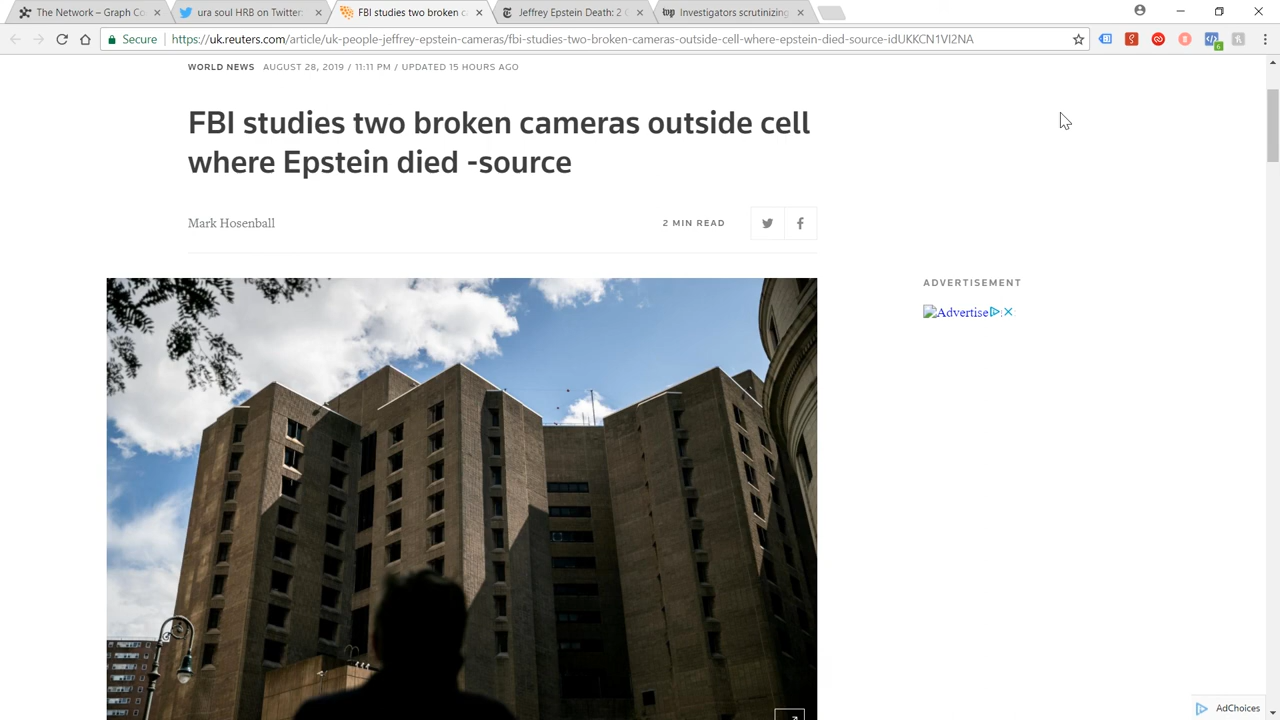 The Network – Graph Co
ura soul HRB on Twitter:
FBI studies two broken c
Jeffrey Epstein Death: 2 G
Investigators scrutinizing
Secure
https://uk.reuters.com/article/uk-people-jeffrey-epstein-cameras/fbi-studies-two-broken-cameras-outside-cell-where-epstein-died-source-idUKKCN1VI2NA
WORLD NEWS AUGUST 28, 2019 / 11:11 PM / UPDATED 15 HOURS AGO
FBI studies two broken cameras outside cell
where Epstein died -source
Mark Hosenball
2 MIN READ
ADVERTISEMENT
Advertise
AdChoices